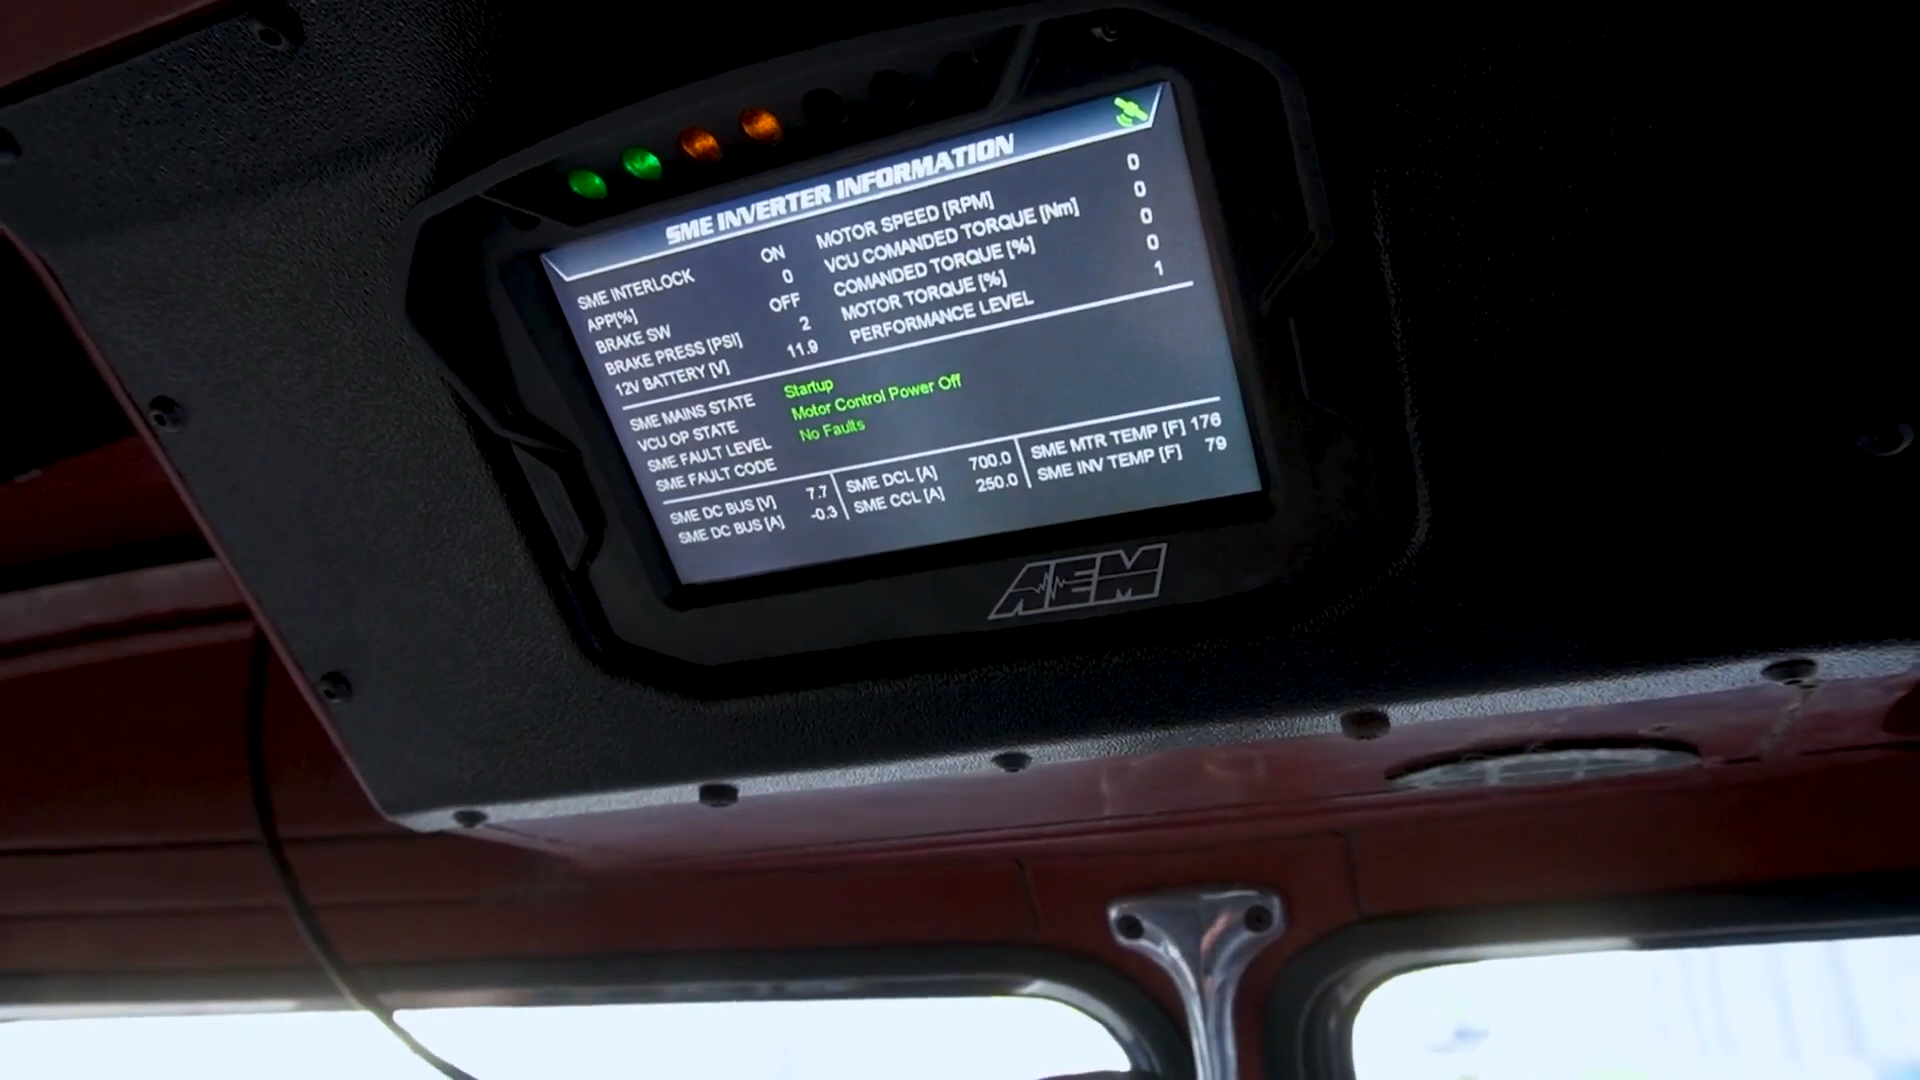 SME INVERTER INFORMATION
SME INTERLOCK ON
APP[%] 0
BRAKE SW OFF
BRAKE PRESS [PSI] 2
12V BATTERY [V] 11.9
MOTOR SPEED [RPM] 0
VCU COMANDED TORQUE [Nm] 0
COMANDED TORQUE [%] 0
MOTOR TORQUE [%] 0
PERFORMANCE LEVEL 1
SME MAINS STATE Startup
VCU OP STATE Motor Control Power Off
SME FAULT LEVEL No Faults
SME FAULT CODE
SME DC BUS [V] 7.7
SME DC BUS [A] -0.3
SME DCL [A] 700.0
SME CCL [A] 250.0
SME MTR TEMP [F] 176
SME INV TEMP [F] 79
AEM